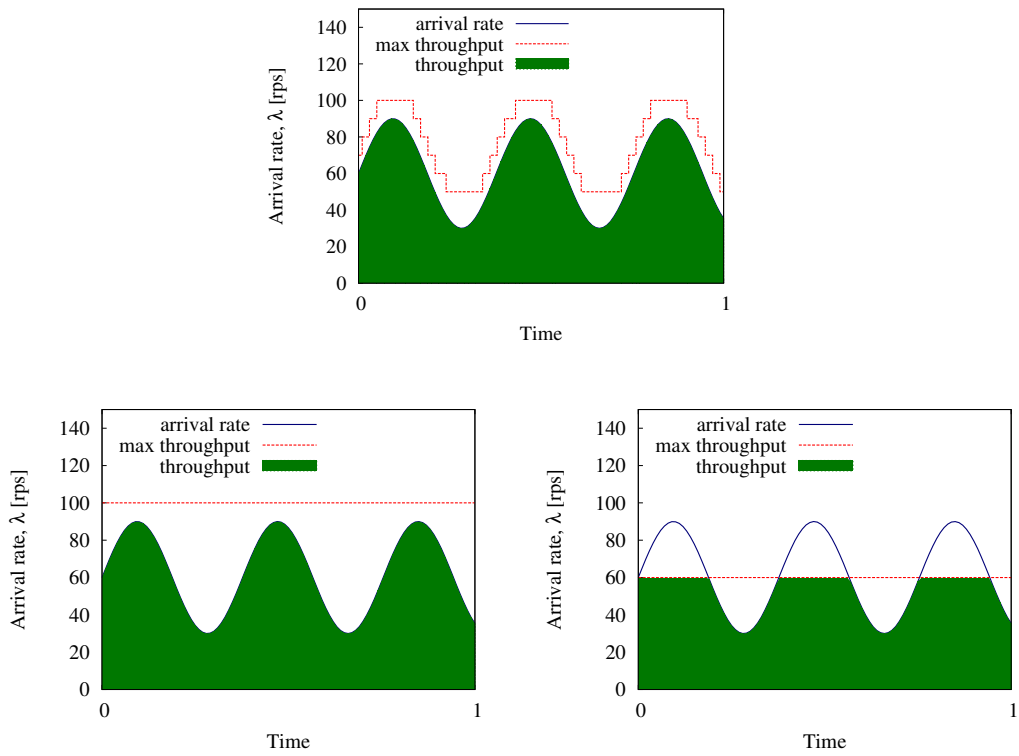 arrival rate
max throughput
throughput
Arrival rate, λ [rps]
140
120
100
80
60
40
20
0
0
1
Time
arrival rate
max throughput
throughput
Arrival rate, λ [rps]
140
120
100
80
60
40
20
0
0
1
Time
arrival rate
max throughput
throughput
Arrival rate, λ [rps]
140
120
100
80
60
40
20
0
0
1
Time